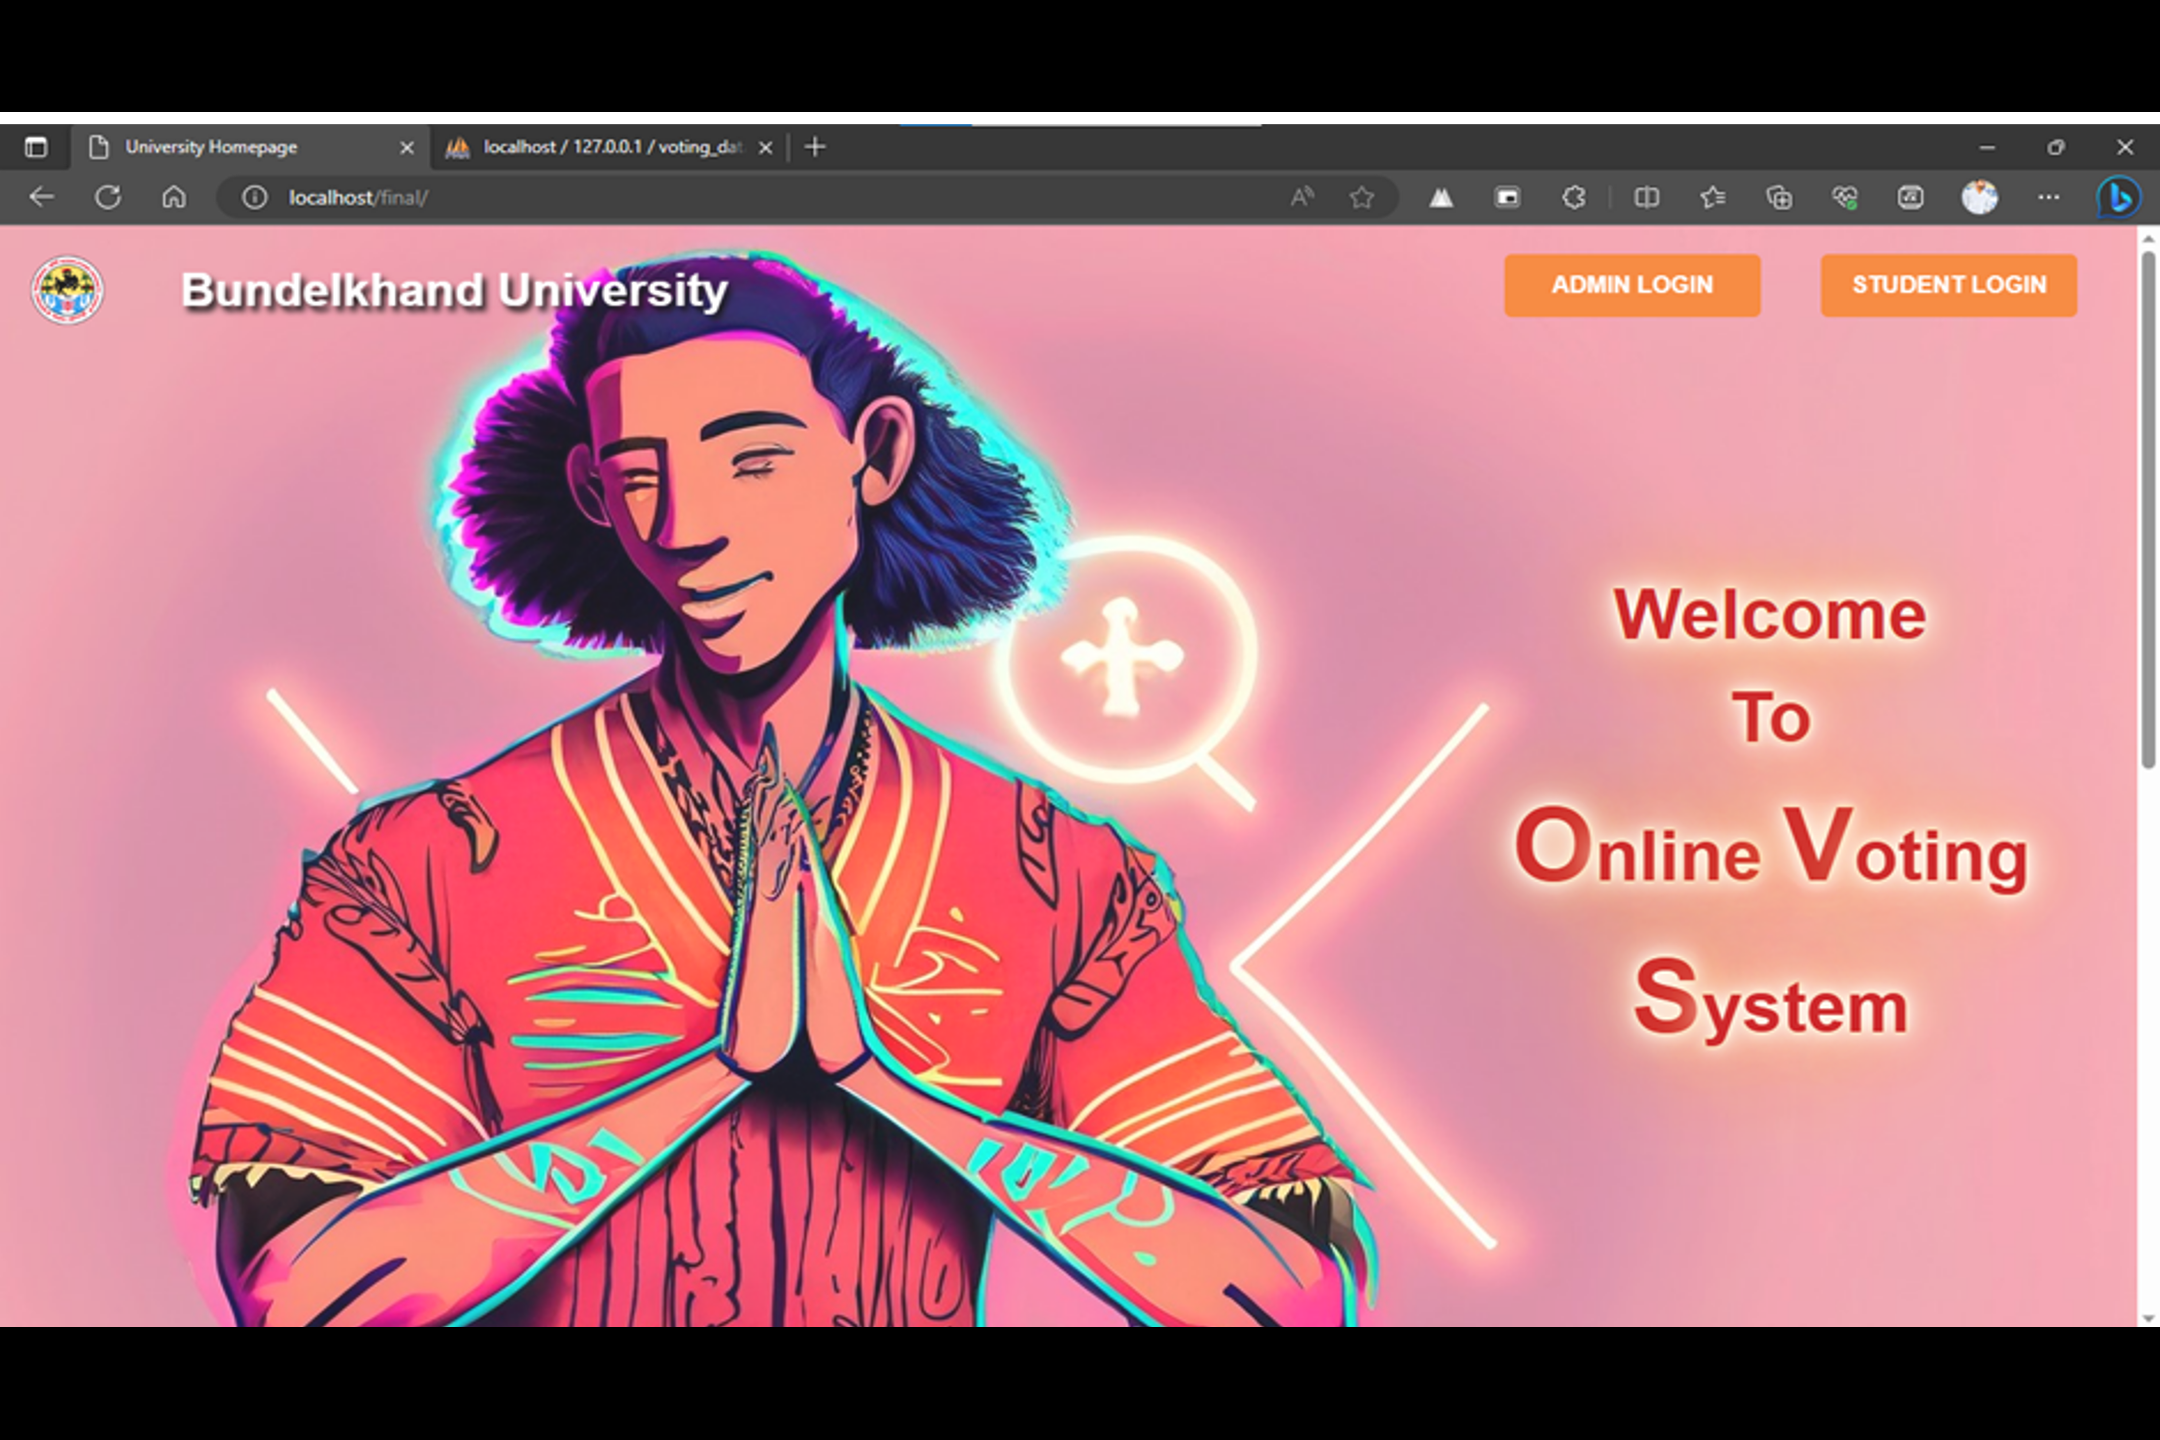 University Homepage
localhost / 127.0.0.1 / voting_dat
localhost/final/
Bundelkhand University
ADMIN LOGIN
STUDENT LOGIN
Welcome
To
Online Voting
System